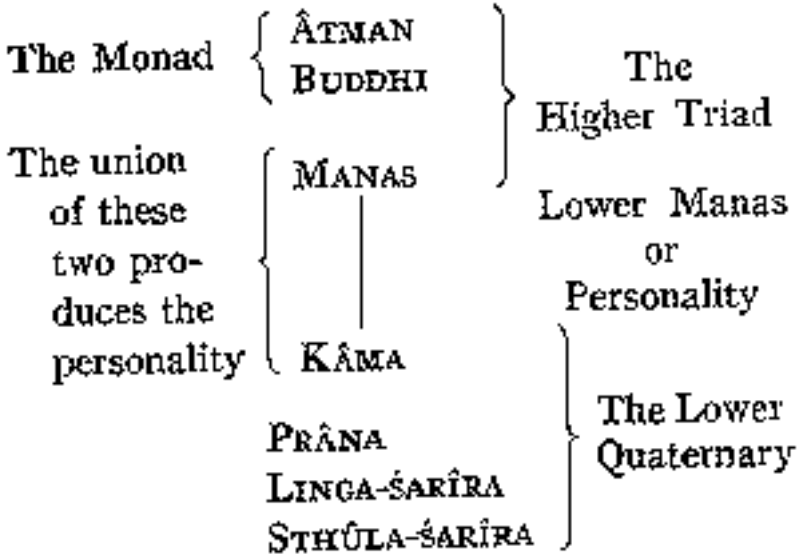 The Monad
ÂTMAN
BUDDHI
The
Higher Triad
The union
of these
two pro-
duces the
personality
MANAS
KÂMA
Lower Manas
or
Personality
PRÂNA
LINGA-ŚARÎRA
STHÛLA-ŚARÎRA
The Lower
Quaternary